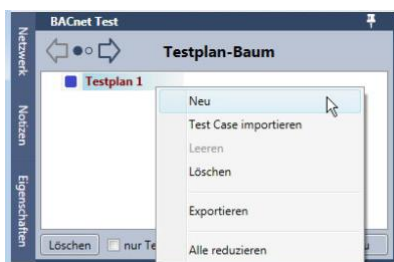 BACnet Test
Netzwerk
Notizen
Eigenschaften
Testplan-Baum
Testplan 1
Neu
Test Case importieren
Leeren
Löschen
Exportieren
Alle reduzieren
Löschen
nur Te